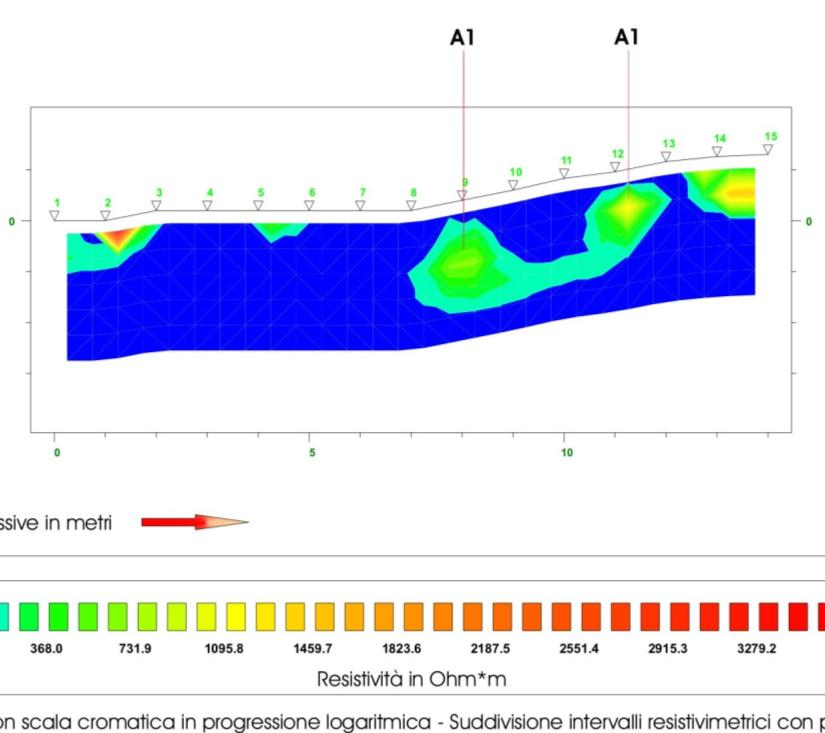 A1 A1
1 2 3 4 5 6 7 8 9 10 11 12 13 14 15
0 0
0 5 10
ssive in metri
368.0 731.9 1095.8 1459.7 1823.6 2187.5 2551.4 2915.3 3279.2
Resistività in Ohm*m
on scala cromatica in progressione logaritmica - Suddivisione intervalli resistivimetrici con p